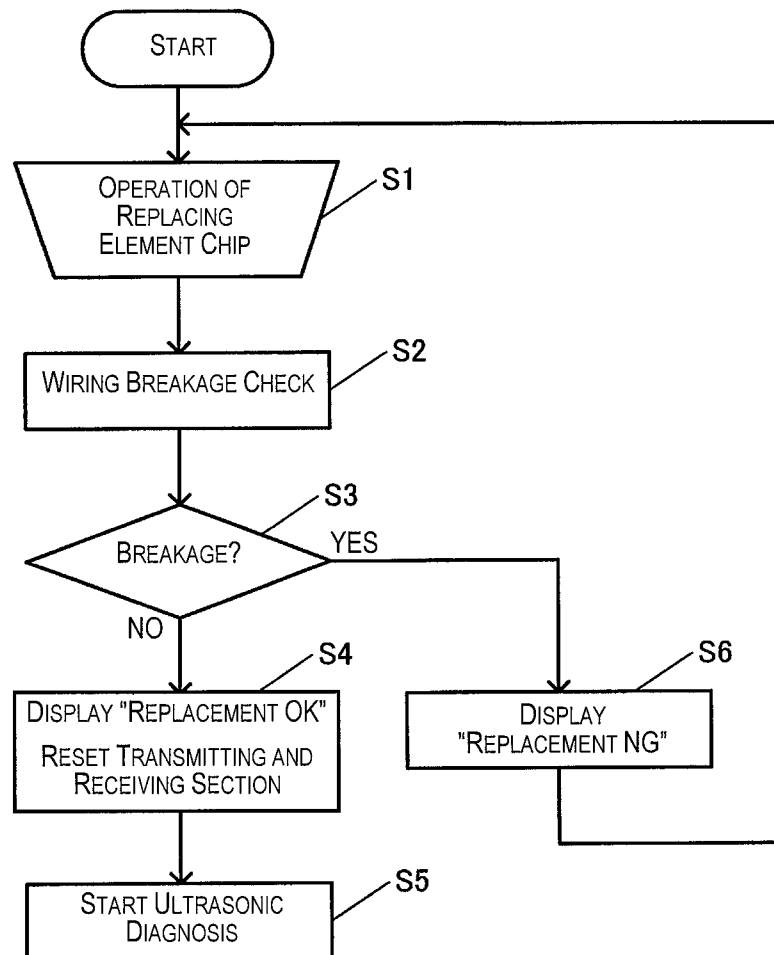 START
OPERATION OF
REPLACING
ELEMENT CHIP
S1
WIRING BREAKAGE CHECK
S2
BREAKAGE?
S3
YES
NO
DISPLAY "REPLACEMENT OK"
RESET TRANSMITTING AND
RECEIVING SECTION
S4
DISPLAY
"REPLACEMENT NG"
S6
START ULTRASONIC
DIAGNOSIS
S5